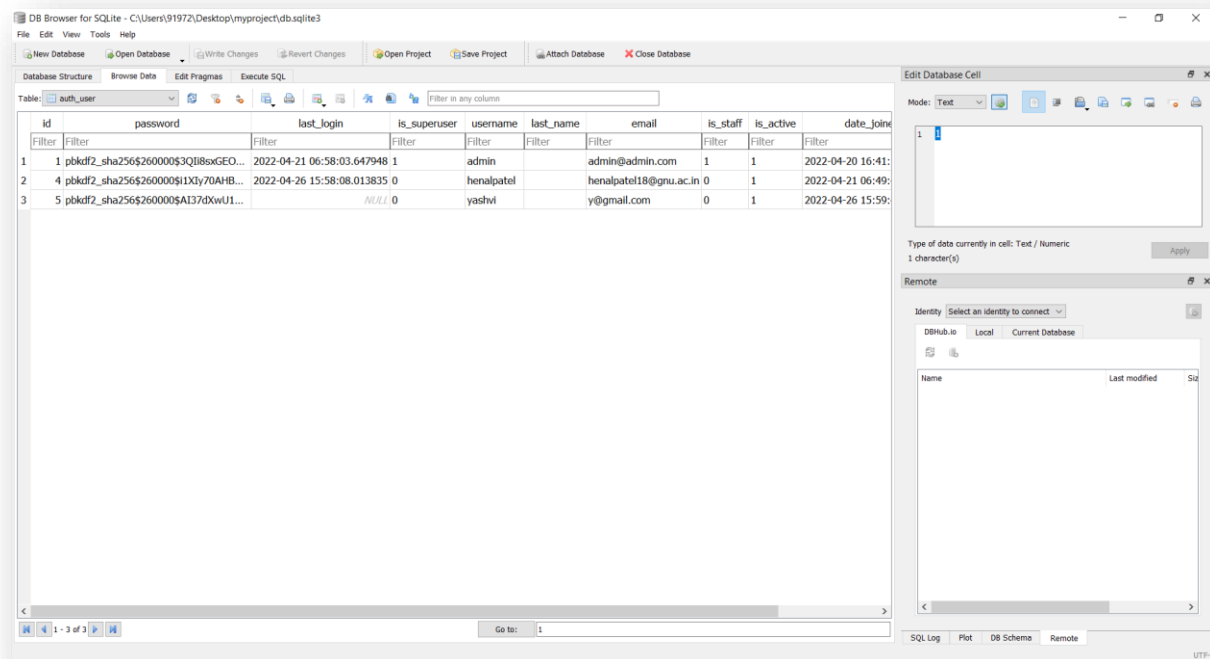 DB Browser for SQLite - C:\Users\91972\Desktop\myproject\db.sqlite3
File Edit View Tools Help
New Database Open Database Write Changes Revert Changes Open Project Save Project Attach Database Close Database
Database Structure Browse Data Edit Pragmas Execute SQL
Table: auth_user Filter in any column
id password last_login is_superuser username last_name email is_staff is_active date_joine
Filter Filter Filter Filter Filter Filter Filter Filter Filter Filter
1 1 pbkdf2_sha256$260000$3QIi8sxGEO... 2022-04-21 06:58:03.647948 1 admin admin@admin.com 1 1 2022-04-20 16:41:
2 4 pbkdf2_sha256$260000$i1XIy70AHB... 2022-04-26 15:58:08.013835 0 henalpatel henalpatel18@gnu.ac.in 0 1 2022-04-21 06:49:
3 5 pbkdf2_sha256$260000$AI37dXwU1... NULL 0 yashvi y@gmail.com 0 1 2022-04-26 15:59:
1 - 3 of 3 Go to: 1
Edit Database Cell
Mode: Text
1 1
Type of data currently in cell: Text / Numeric
1 character(s)
Apply
Remote
Identity Select an identity to connect
DBHub.io Local Current Database
Name Last modified Siz
SQL Log Plot DB Schema Remote
UTF-